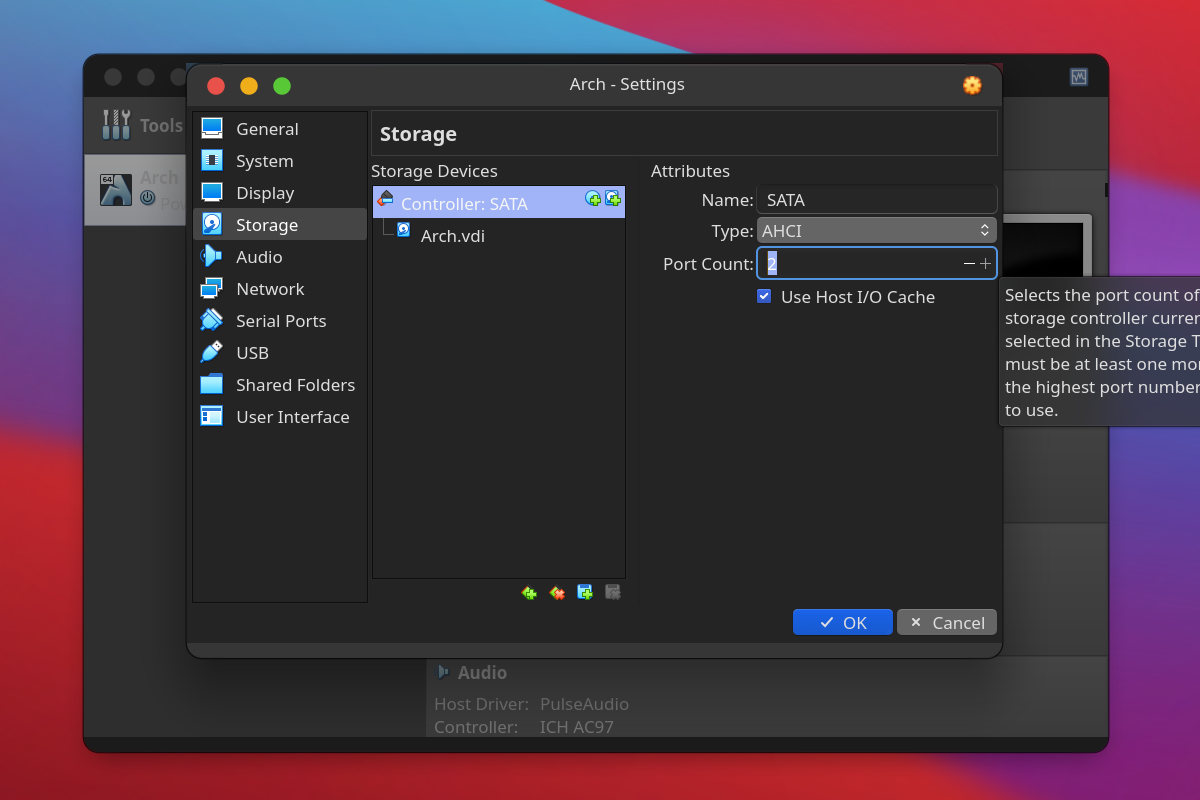 Arch - Settings
Tools
64
Arch
General
System
Display
Storage
Audio
Network
Serial Ports
USB
Shared Folders
User Interface
Storage
Storage Devices
Controller: SATA
Arch.vdi
Attributes
Name: SATA
Type: AHCI
Port Count: 2
Use Host I/O Cache
Selects the port count of
storage controller
selected in the Storage
must be at least one
the highest port number
to use.
OK
Cancel
Audio
Host Driver: PulseAudio
Controller: ICH AC97